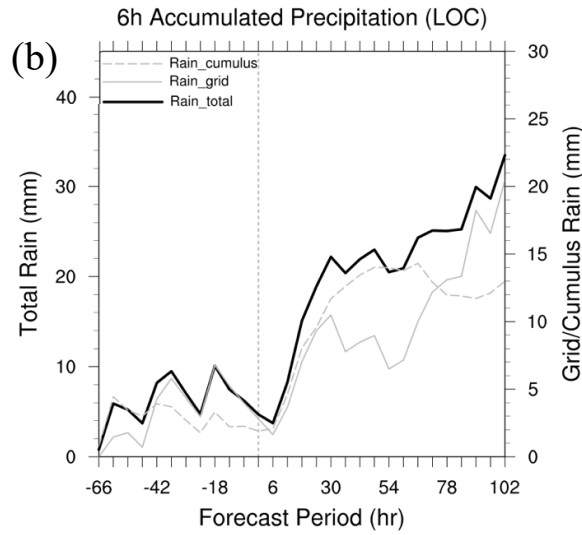 6h Accumulated Precipitation (LOC)
(b)
Rain_cumulus
Rain_grid
Rain_total
Total Rain (mm)
40
30
20
10
0
Grid/Cumulus Rain (mm)
30
25
20
15
10
5
0
-66 -42 -18 6 30 54 78 102
Forecast Period (hr)